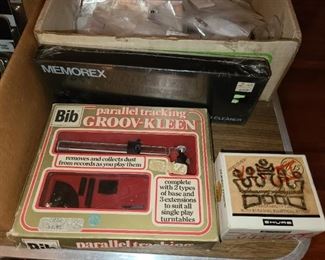 MEMOREX
CLEANER
Bib
parallel tracking
GROOV-KLEEN
removes and collects dust
from records as you play them
complete
with 2 types
of base and
3 extensions
to suit all
single play
turntables
SHURE
Bib
parallel tracking